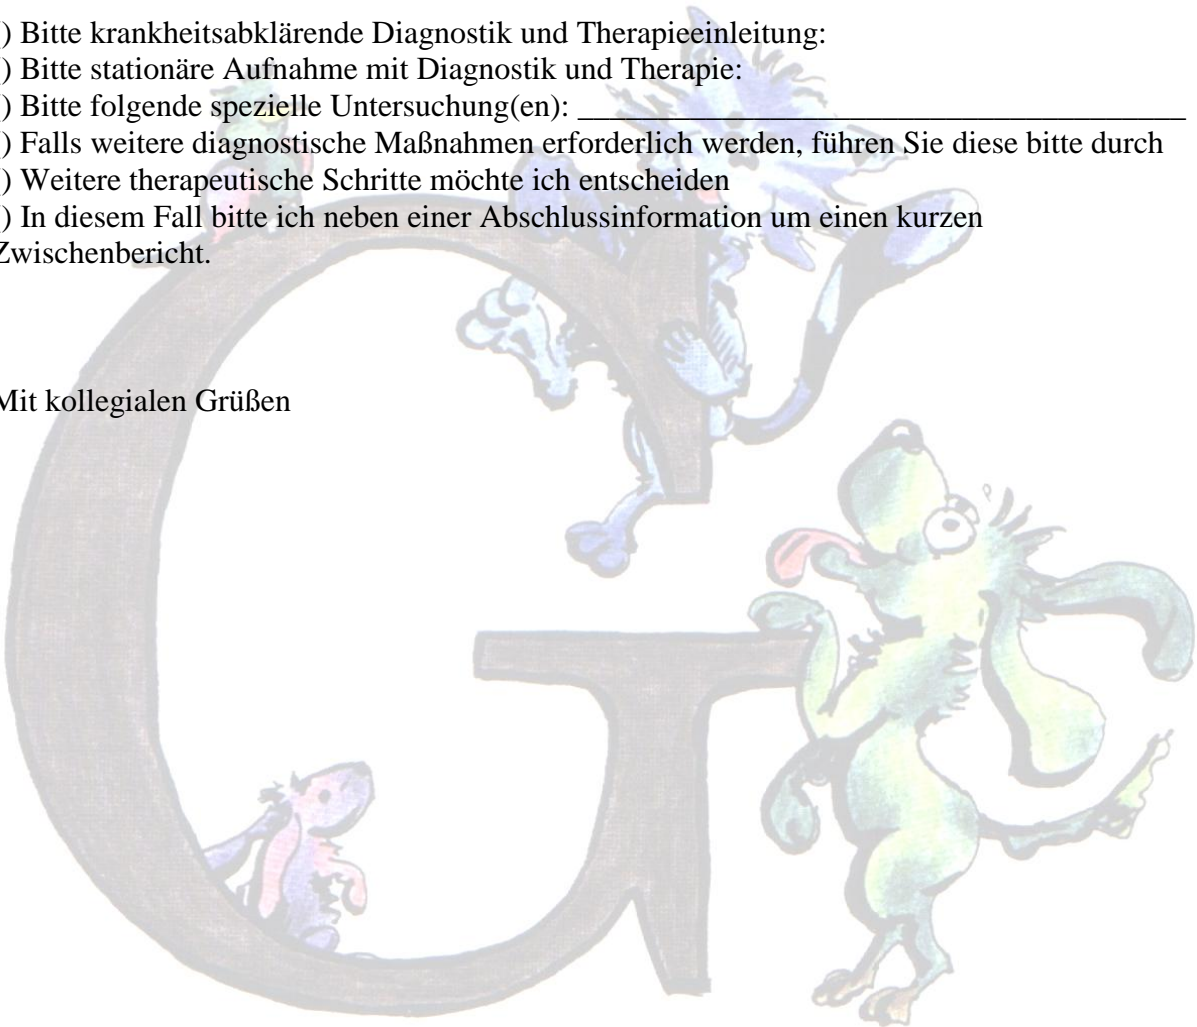 () Bitte krankheitsabklärende Diagnostik und Therapieeinleitung:
() Bitte stationäre Aufnahme mit Diagnostik und Therapie:
() Bitte folgende spezielle Untersuchung(en): ______________________________________
() Falls weitere diagnostische Maßnahmen erforderlich werden, führen Sie diese bitte durch
() Weitere therapeutische Schritte möchte ich entscheiden
() In diesem Fall bitte ich neben einer Abschlussinformation um einen kurzen
Zwischenbericht.
Mit kollegialen Grüßen
G